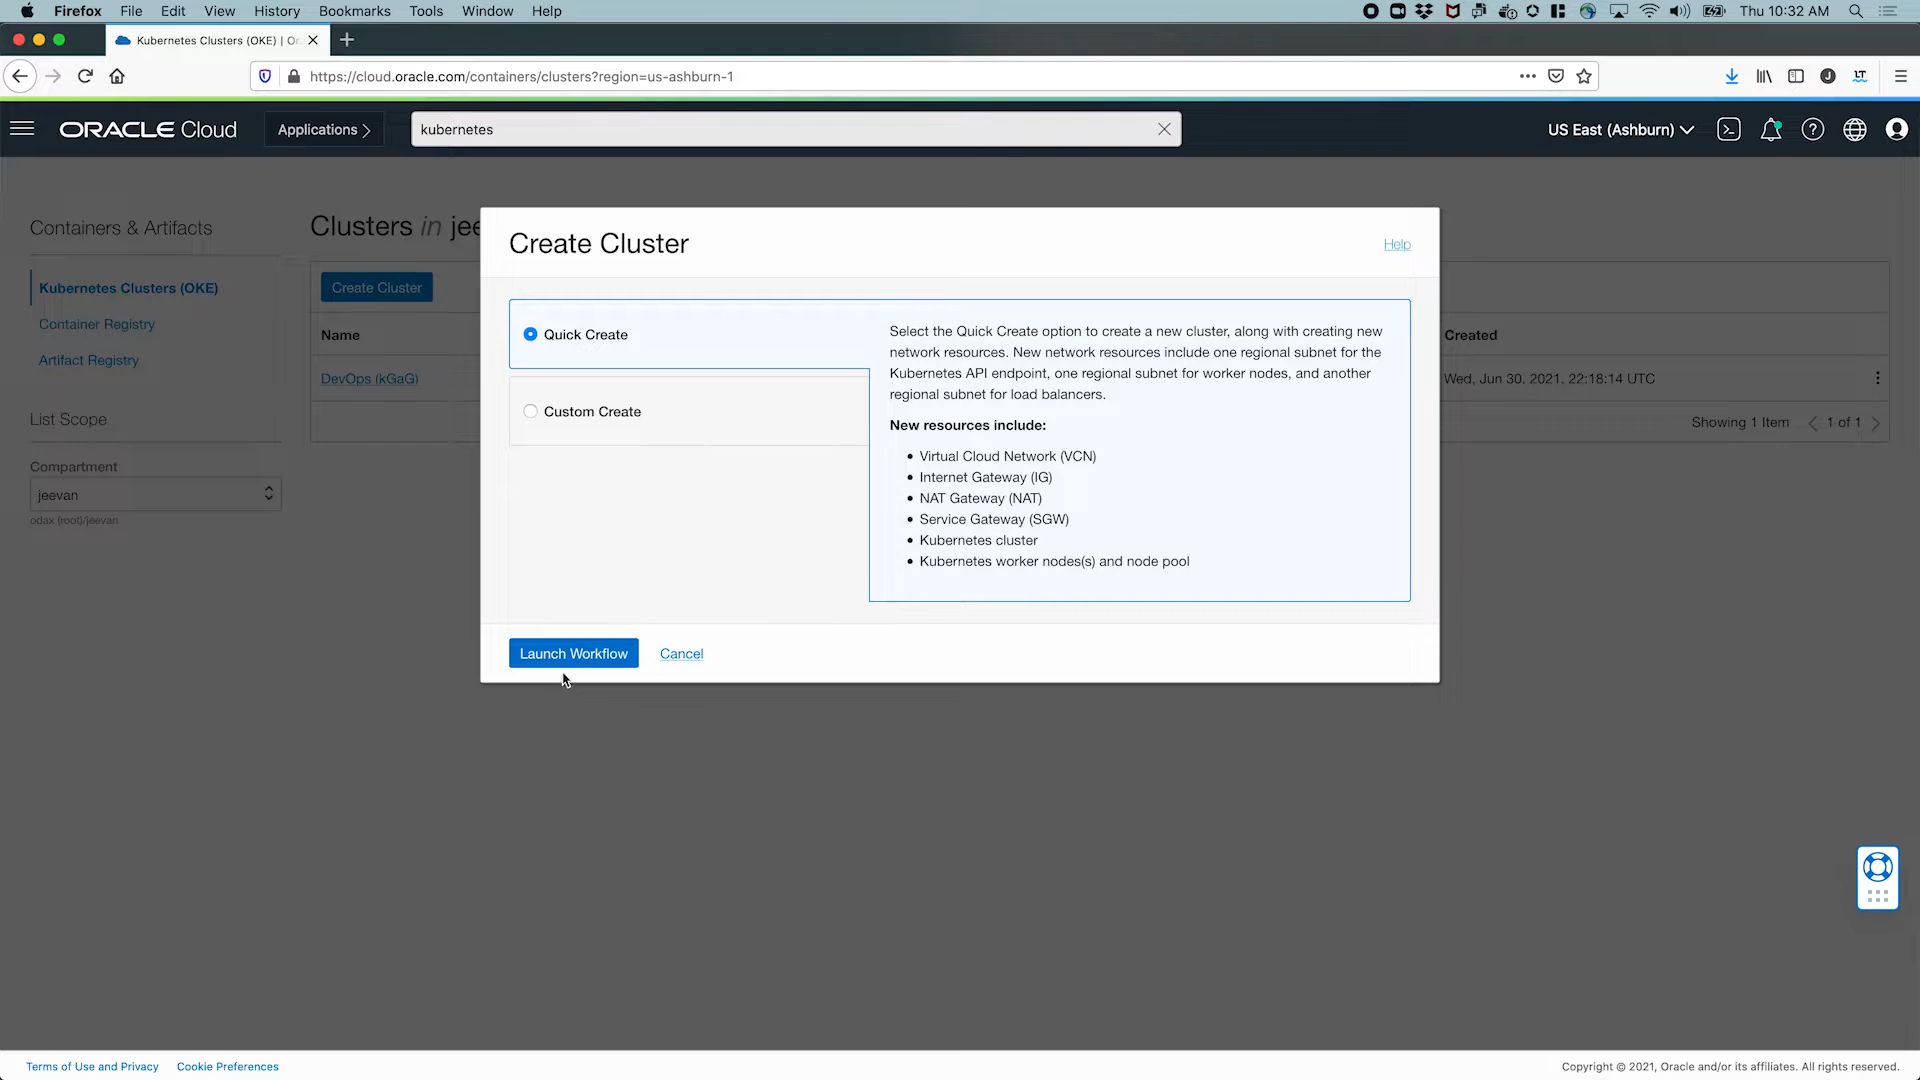 Firefox File Edit View History Bookmarks Tools Window Help
Thu 10:32 AM
Kubernetes Clusters (OKE) | Or
https://cloud.oracle.com/containers/clusters?region=us-ashburn-1
ORACLE Cloud
Applications
kubernetes
US East (Ashburn)
Containers & Artifacts
Kubernetes Clusters (OKE)
Container Registry
Artifact Registry
List Scope
Compartment
jeevan
odax (root)/jeevan
Clusters in jee
Create Cluster
Name
DevOps (kGaG)
Created
Wed, Jun 30, 2021, 22:18:14 UTC
Showing 1 Item
1 of 1
Create Cluster
Help
Quick Create
Custom Create
Select the Quick Create option to create a new cluster, along with creating new
network resources. New network resources include one regional subnet for the
Kubernetes API endpoint, one regional subnet for worker nodes, and another
regional subnet for load balancers.
New resources include:
• Virtual Cloud Network (VCN)
• Internet Gateway (IG)
• NAT Gateway (NAT)
• Service Gateway (SGW)
• Kubernetes cluster
• Kubernetes worker nodes(s) and node pool
Launch Workflow
Cancel
Terms of Use and Privacy
Cookie Preferences
Copyright © 2021, Oracle and/or its affiliates. All rights reserved.